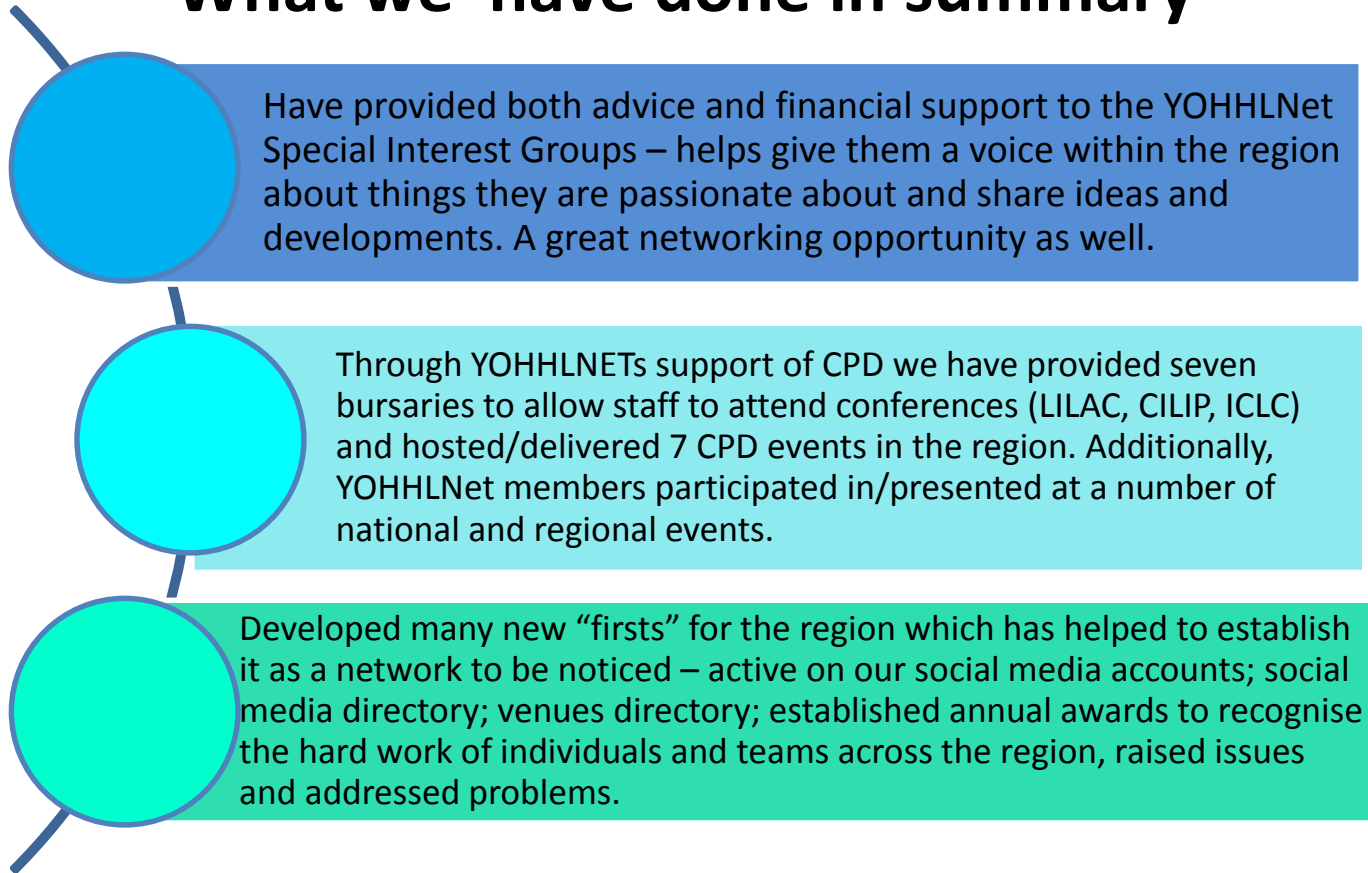 What we have done in summary
Have provided both advice and financial support to the YOHHLNet
Special Interest Groups – helps give them a voice within the region
about things they are passionate about and share ideas and
developments. A great networking opportunity as well.
Through YOHHLNETs support of CPD we have provided seven
bursaries to allow staff to attend conferences (LILAC, CILIP, ICLC)
and hosted/delivered 7 CPD events in the region. Additionally,
YOHHLNet members participated in/presented at a number of
national and regional events.
Developed many new “firsts” for the region which has helped to establish
it as a network to be noticed – active on our social media accounts; social
media directory; venues directory; established annual awards to recognise
the hard work of individuals and teams across the region, raised issues
and addressed problems.